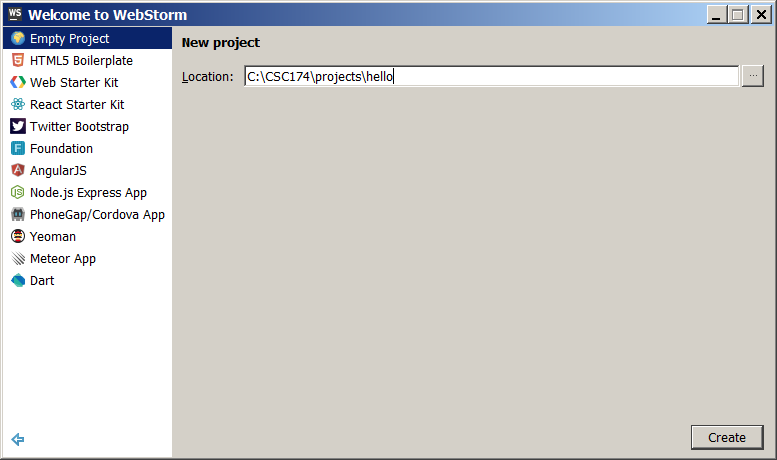 WS Welcome to WebStorm
Empty Project
HTML5 Boilerplate
Web Starter Kit
React Starter Kit
Twitter Bootstrap
Foundation
AngularJS
Node.js Express App
PhoneGap/Cordova App
Yeoman
Meteor App
Dart
New project
Location: C:\CSC174\projects\hello ...
Create